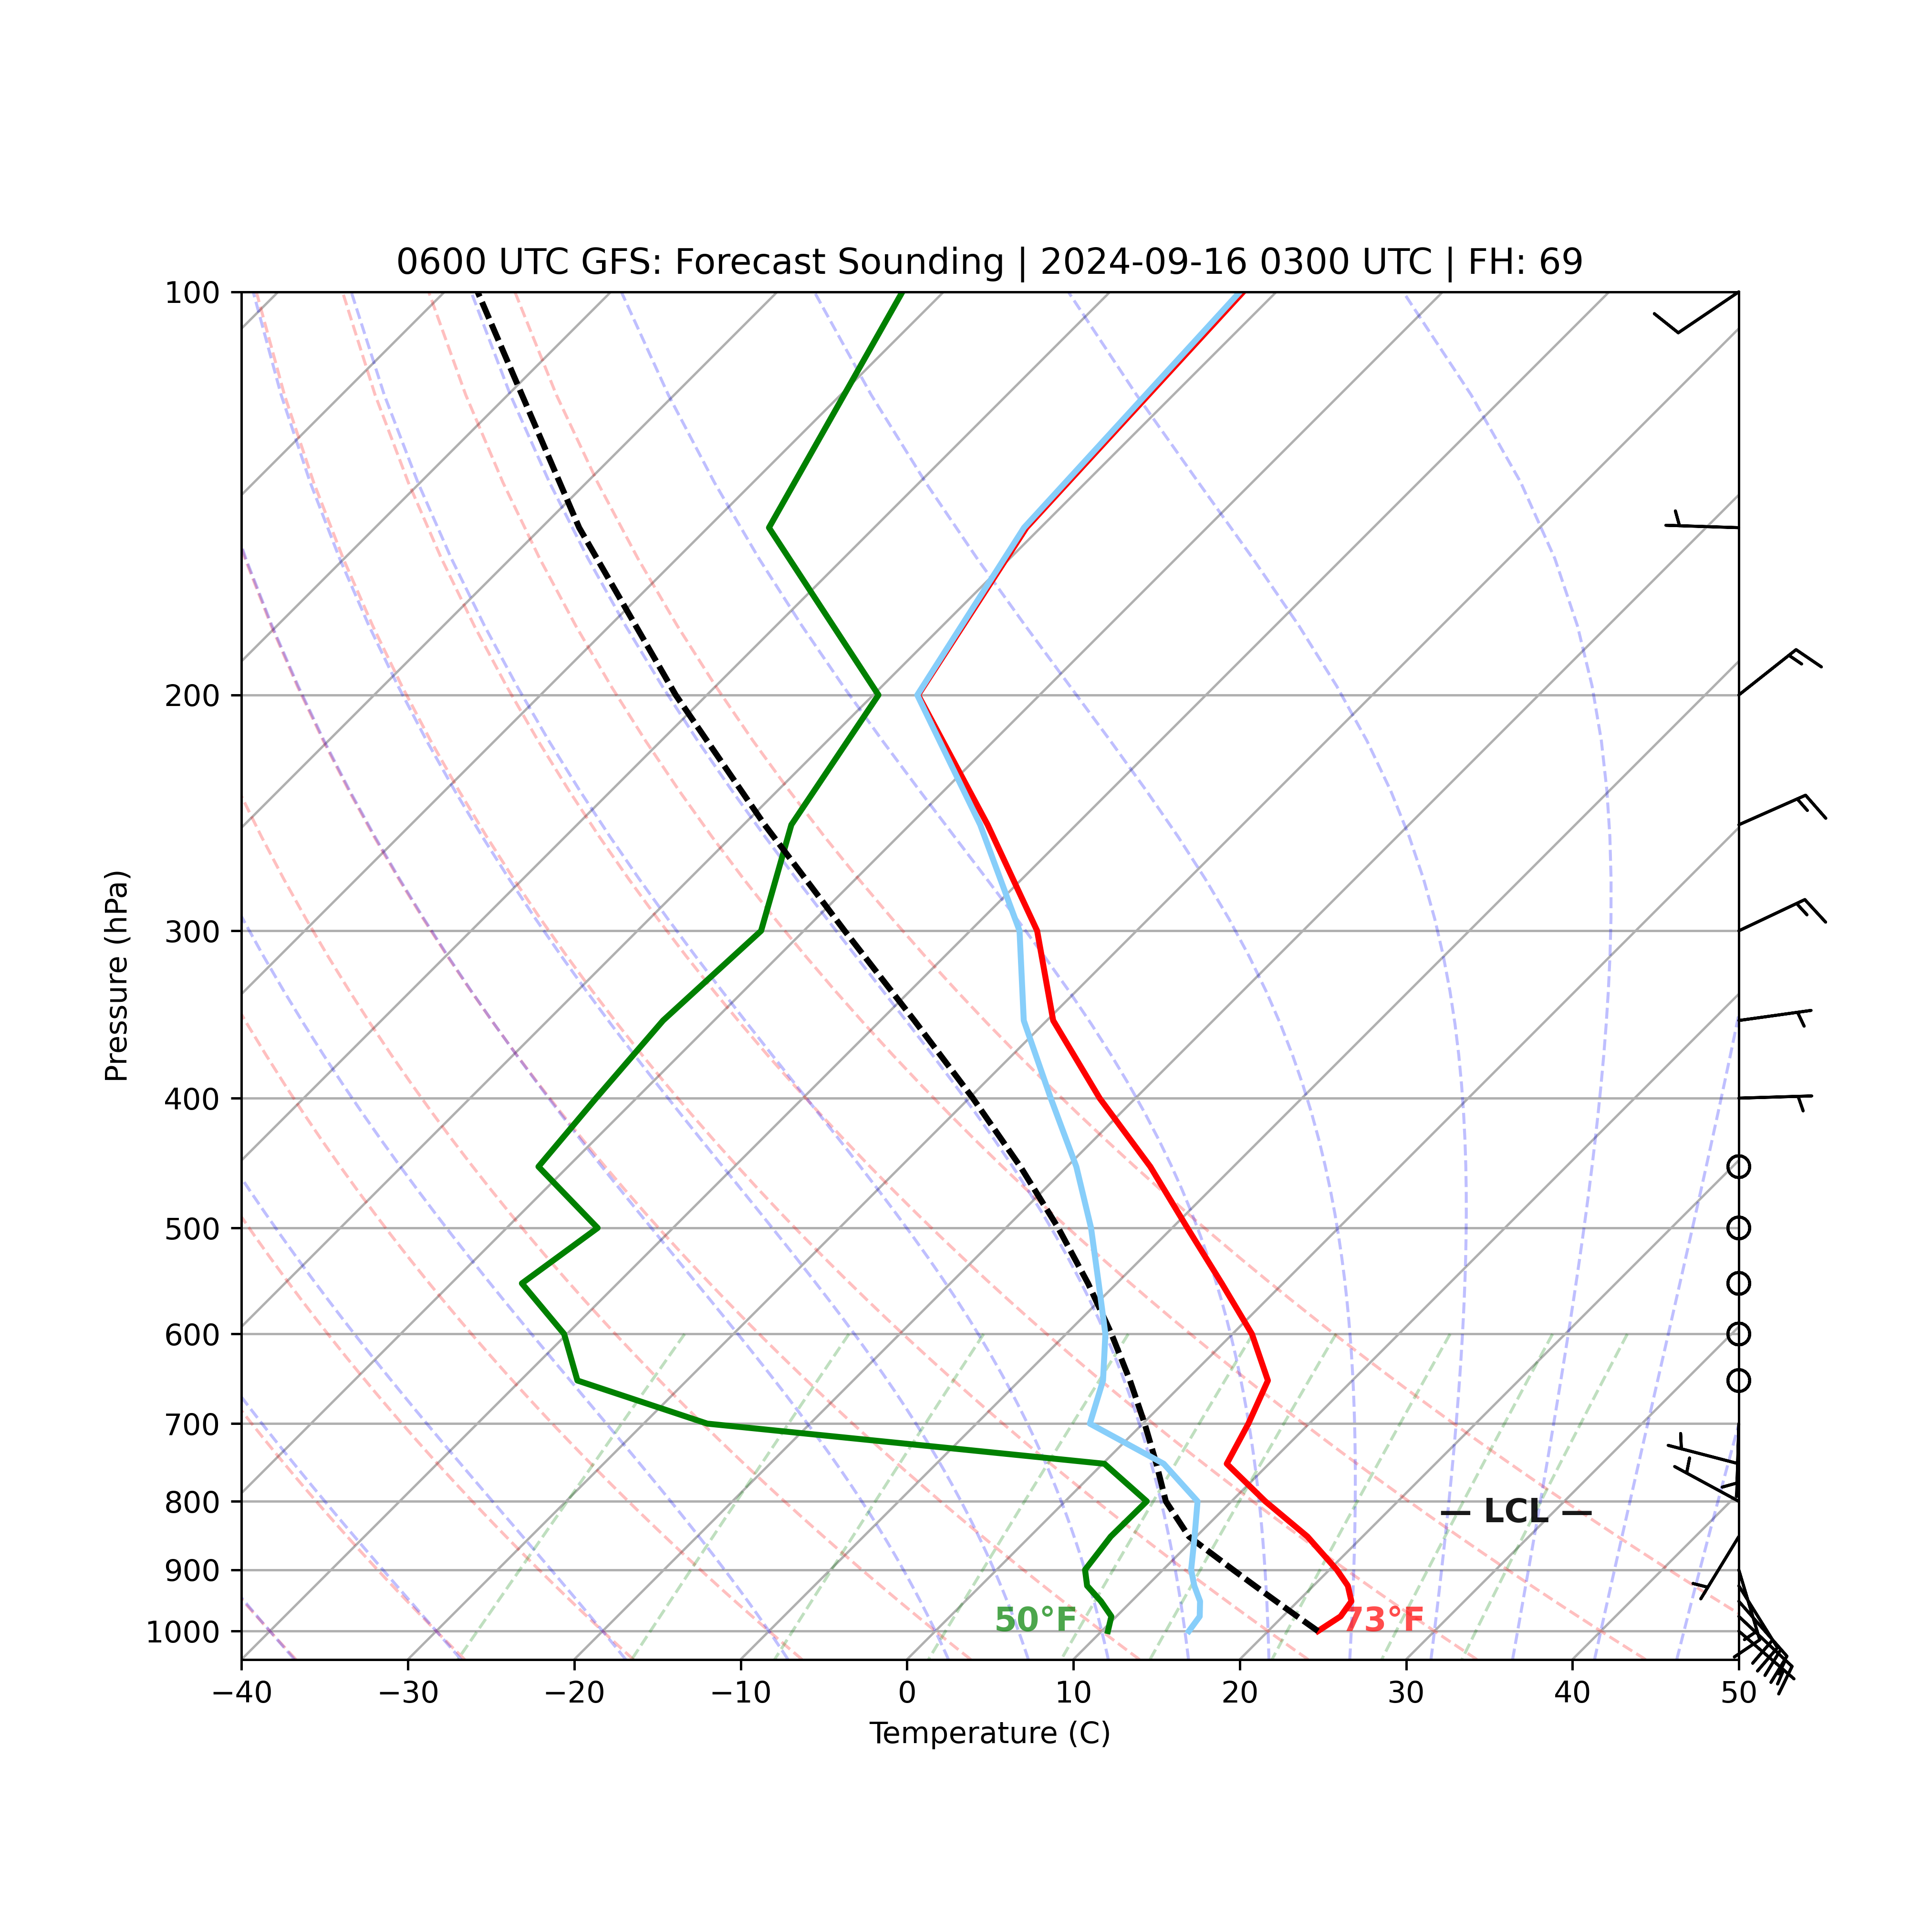 0600 UTC GFS: Forecast Sounding | 2024-09-16 0300 UTC | FH: 69
100
200
300
400
500
600
700
800
900
1000
Pressure (hPa)
— LCL —
50°F
73°F
−40 −30 −20 −10 0 10 20 30 40 50
Temperature (C)